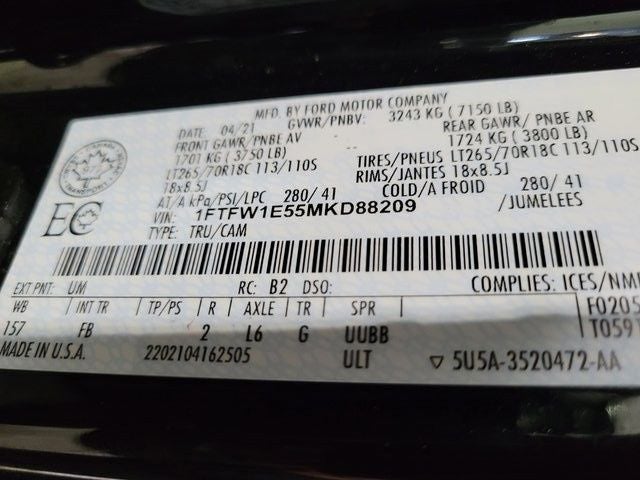 MFD. BY FORD MOTOR COMPANY
DATE: 04/21 GVWR/PNBV: 3243 KG ( 7150 LB)
FRONT GAWR/PNBE AV REAR GAWR/ PNBE AR
1701 KG ( 3750 LB) 1724 KG ( 3800 LB)
LT265/70R18C 113/110S TIRES/PNEUS LT265/70R18C 113/110S
18x8.5J RIMS/JANTES 18x8.5J
AT/A kPa/PSI/LPC 280/ 41 COLD/A FROID 280/ 41
VIN: 1FTFW1E55MKD88209 /JUMELEES
TYPE: TRU/CAM
EC
EXT PNT: UM RC: B2 DSO: COMPLIES: ICES/NM
WB INT TR TP/PS R AXLE TR SPR F0205
157 FB 2 L6 G UUBB T059
MADE IN U.S.A. 2202104162505 ULT ▽ 5U5A-3520472-AA